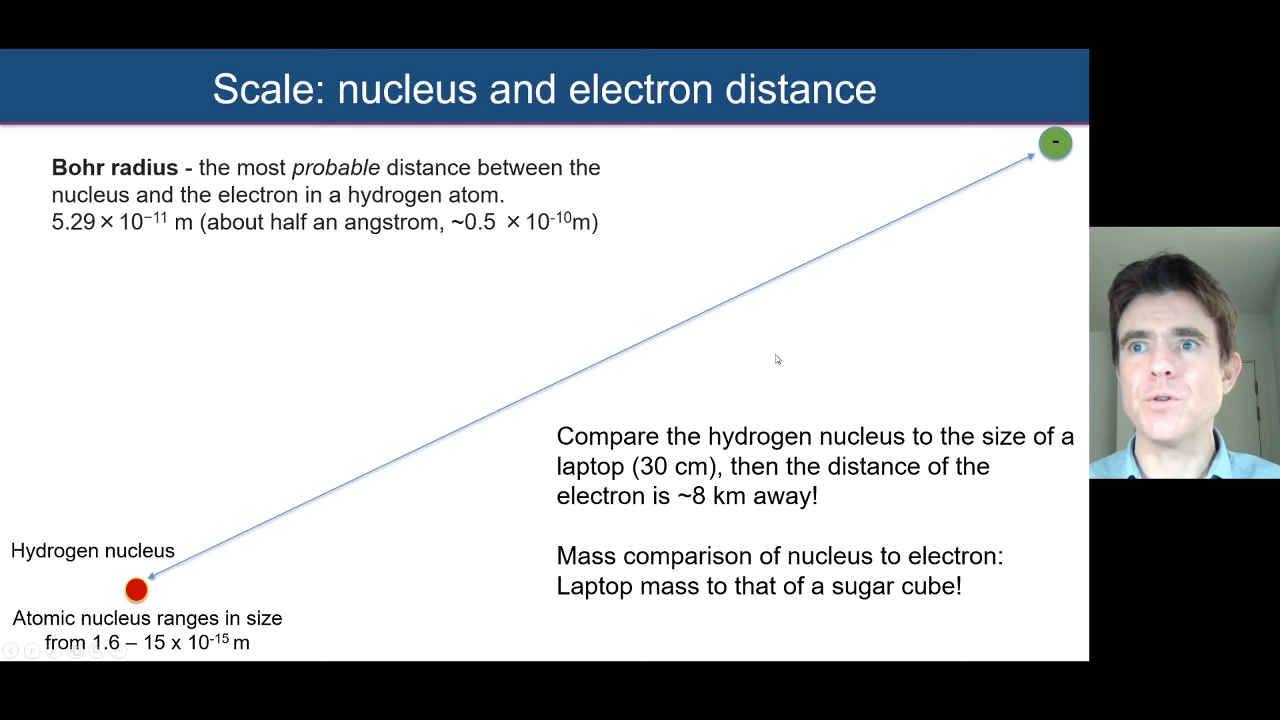 Scale: nucleus and electron distance
-
Bohr radius - the most probable distance between the
nucleus and the electron in a hydrogen atom.
5.29 × 10⁻¹¹ m (about half an angstrom, ~0.5 × 10⁻¹⁰m)
Compare the hydrogen nucleus to the size of a
laptop (30 cm), then the distance of the
electron is ~8 km away!
Mass comparison of nucleus to electron:
Laptop mass to that of a sugar cube!
Hydrogen nucleus
Atomic nucleus ranges in size
from 1.6 – 15 x 10⁻¹⁵ m